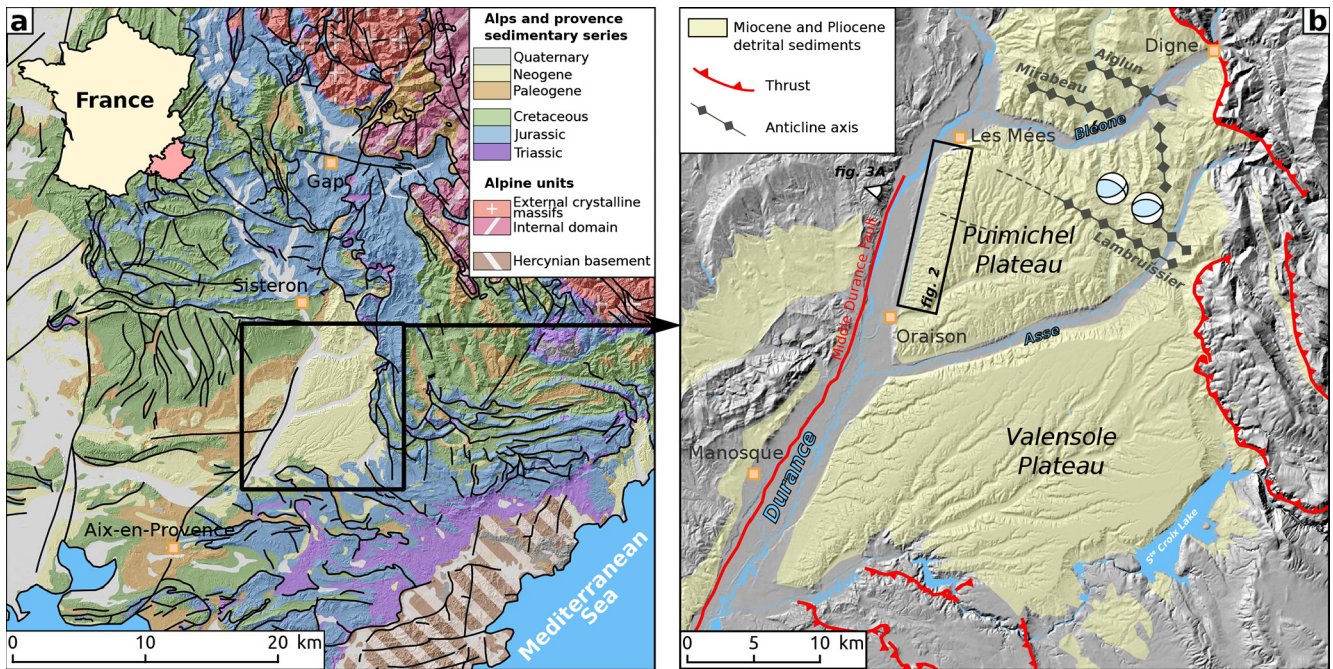 a
France
Alps and provence
sedimentary series
Quaternary
Neogene
Paleogene
Cretaceous
Jurassic
Triassic
Alpine units
External crystalline
massifs
Internal domain
Hercynian basement
Gap
Sisteron
Aix-en-Provence
Mediterranean
Sea
0 10 20 km
b
Miocene and Pliocene
detrital sediments
Thrust
Anticline axis
Digne
Aiglun
Mirabeau
Bléone
Les Mées
fig. 3A
Middle Durance Fault
fig. 2
Puimichel
Plateau
Lambruissier
Oraison
Asse
Valensole
Plateau
Manosque
Durance
Ste Croix Lake
Verdon
0 5 10 km